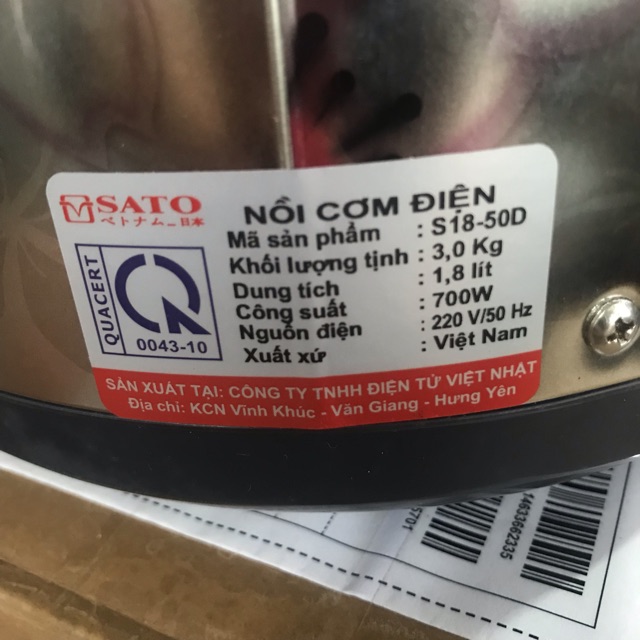 SATO
ベトナム_日本
QUACERT
0043-10
NỒI CƠM ĐIỆN
Mã sản phẩm : S18-50D
Khối lượng tịnh : 3,0 Kg
Dung tích : 1,8 lít
Công suất : 700W
Nguồn điện : 220 V/50 Hz
Xuất xứ : Việt Nam
SẢN XUẤT TẠI: CÔNG TY TNHH ĐIỆN TỬ VIỆT NHẬT
Địa chỉ: KCN Vĩnh Khúc - Văn Giang - Hưng Yên
1463662335